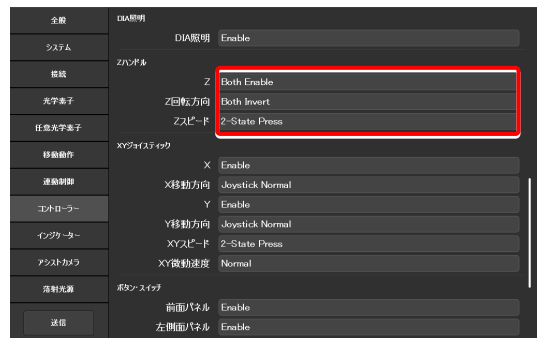 全般
システム
接続
光学素子
任意光学素子
移動動作
連動制御
コントローラー
インジケーター
アシストカメラ
落射光源
送信
DIA照明
DIA照明 Enable
Zハンドル
Z Both Enable
Z回転方向 Both Invert
Zスピード 2-State Press
XYジョイスティック
X Enable
X移動方向 Joystick Normal
Y Enable
Y移動方向 Joystick Normal
XYスピード 2-State Press
XY微動速度 Normal
ボタン・スイッチ
前面パネル Enable
左側面パネル Enable